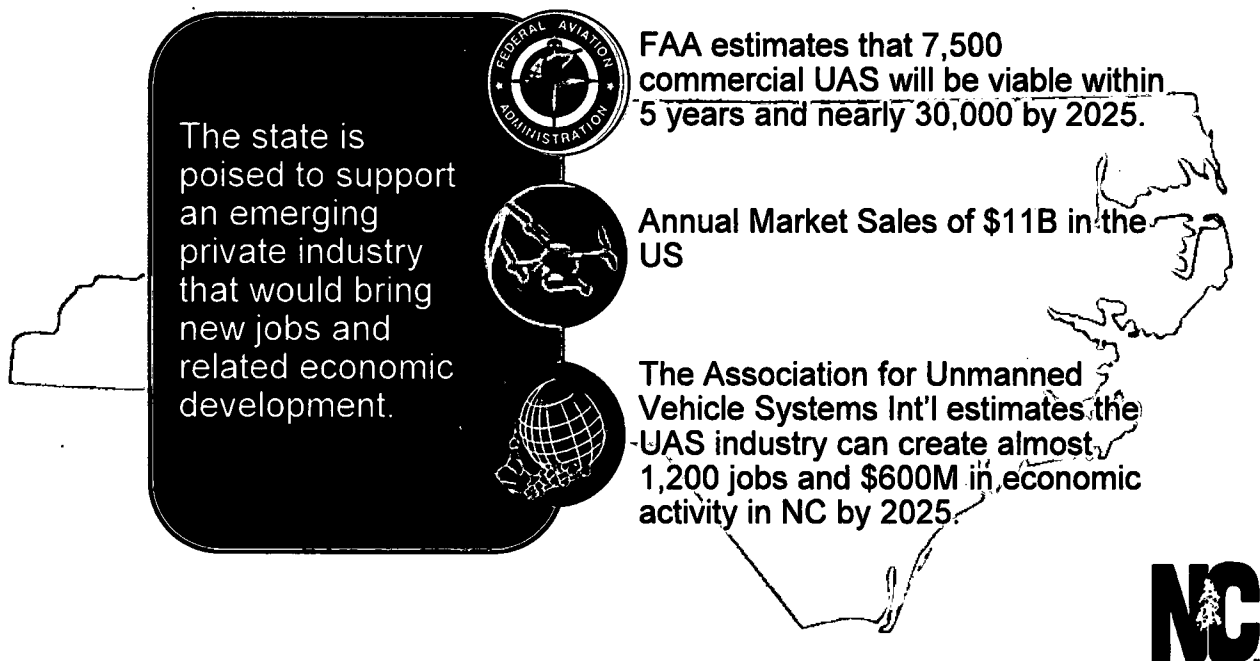 The state is
poised to support
an emerging
private industry
that would bring
new jobs and
related economic
development.
FEDERAL AVIATION
ADMINISTRATION
FAA estimates that 7,500
commercial UAS will be viable within
5 years and nearly 30,000 by 2025.
Annual Market Sales of $11B in the
US
The Association for Unmanned
Vehicle Systems Int'l estimates the
UAS industry can create almost
1,200 jobs and $600M in economic
activity in NC by 2025.
NC